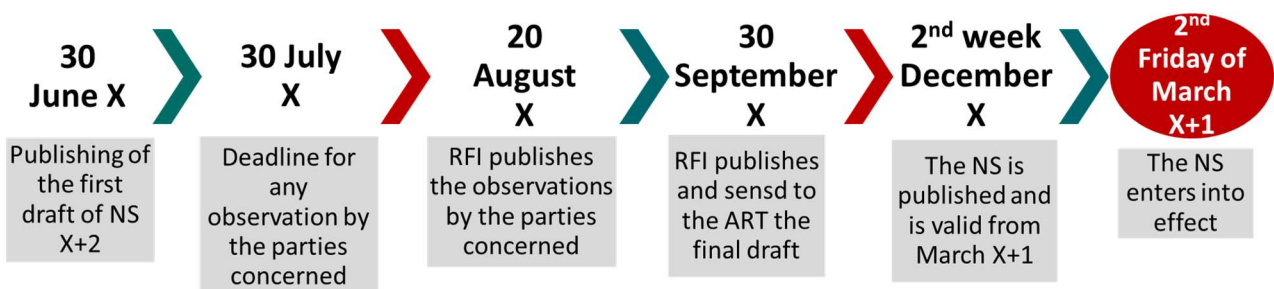 30
June X
Publishing of
the first
draft of NS
X+2
30 July
X
Deadline for
any
observation by
the parties
concerned
20
August
X
RFI publishes
the observations
by the parties
concerned
30
September
X
RFI publishes
and sensd to
the ART the
final draft
2nd week
December
X
The NS is
published and
is valid from
March X+1
2nd
Friday of
March
X+1
The NS
enters into
effect